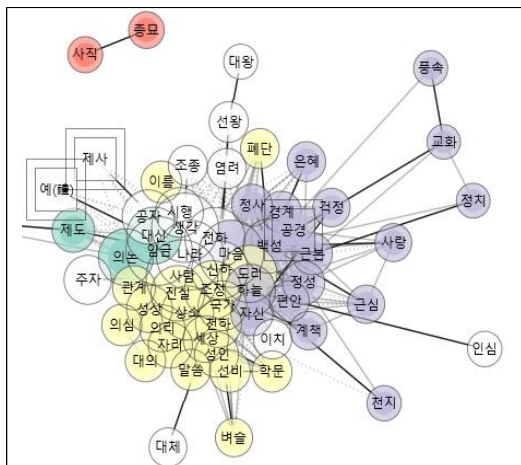 종묘
사직
대왕
풍속
선왕
교화
제사
조종
염려
폐단
은혜
예(禮)
이름
정치
공자
시행
정사
경계
걱정
제도
대신
생각
전하
공경
사랑
의논
임금
나라
마음
백성
근본
주자
사람
신하
도리
관계
진실
조정
하늘
정성
성상
국가
편안
근심
의심
상소
천하
자신
계책
의리
세상
이치
인심
자리
성인
대의
말씀
선비
학문
천지
대체
벼슬